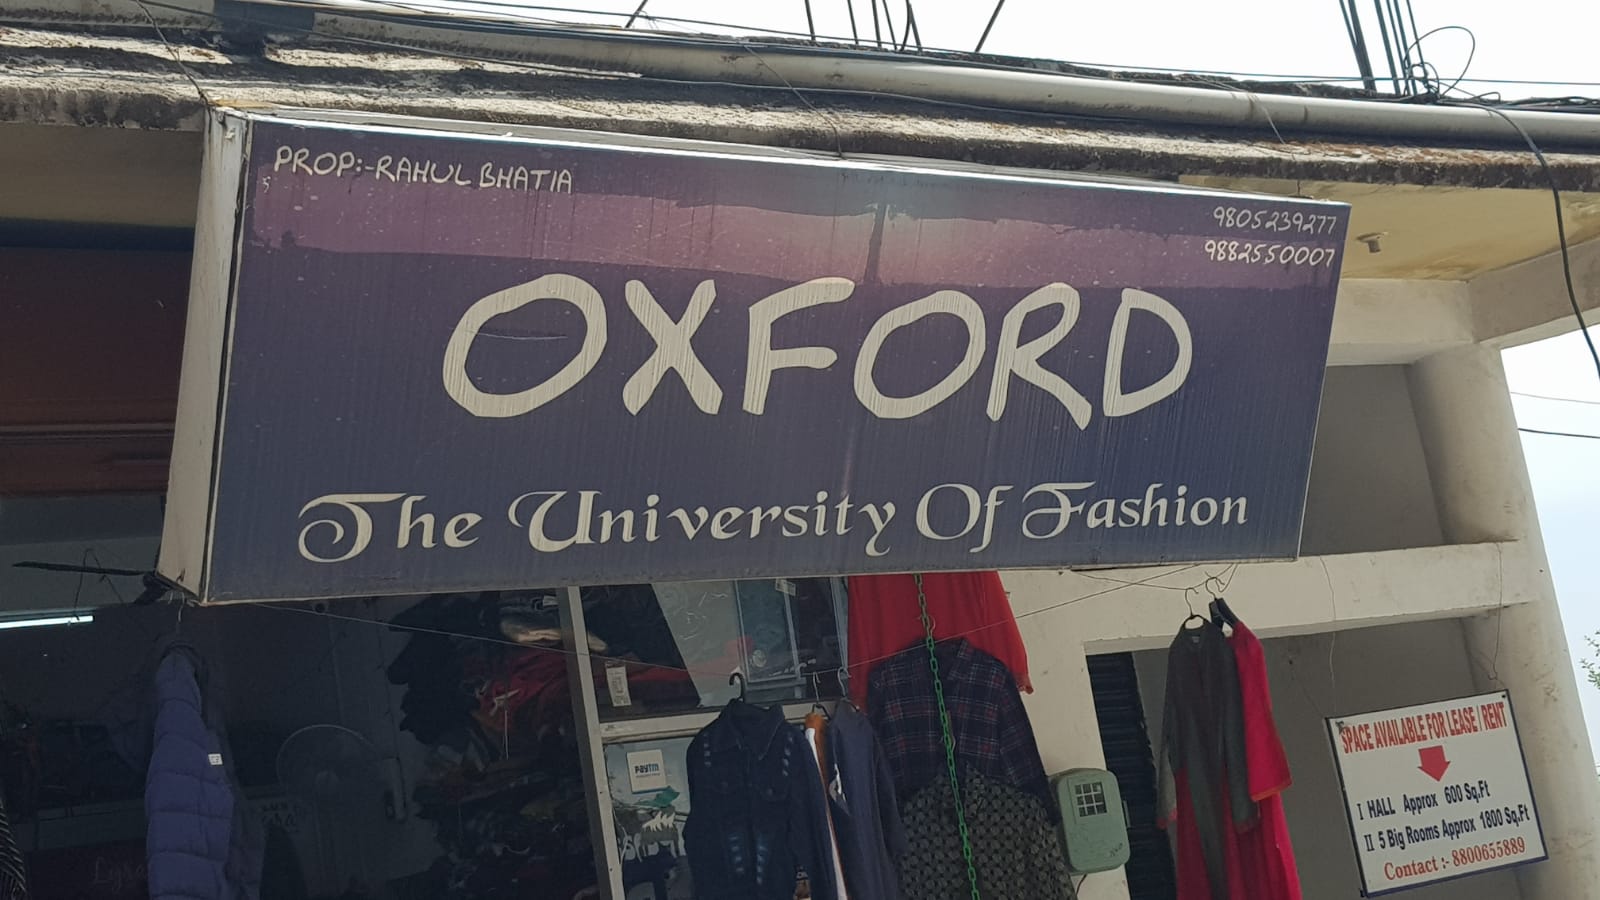 PROP:-RAHUL BHATIA
9805239277
9882550007
OXFORD
The University Of Fashion
paytm
SPACE AVAILABLE FOR LEASE / RENT
I HALL Approx 600 Sq.Ft
II 5 Big Rooms Approx 1800 Sq.Ft
Contact :- 8800655889